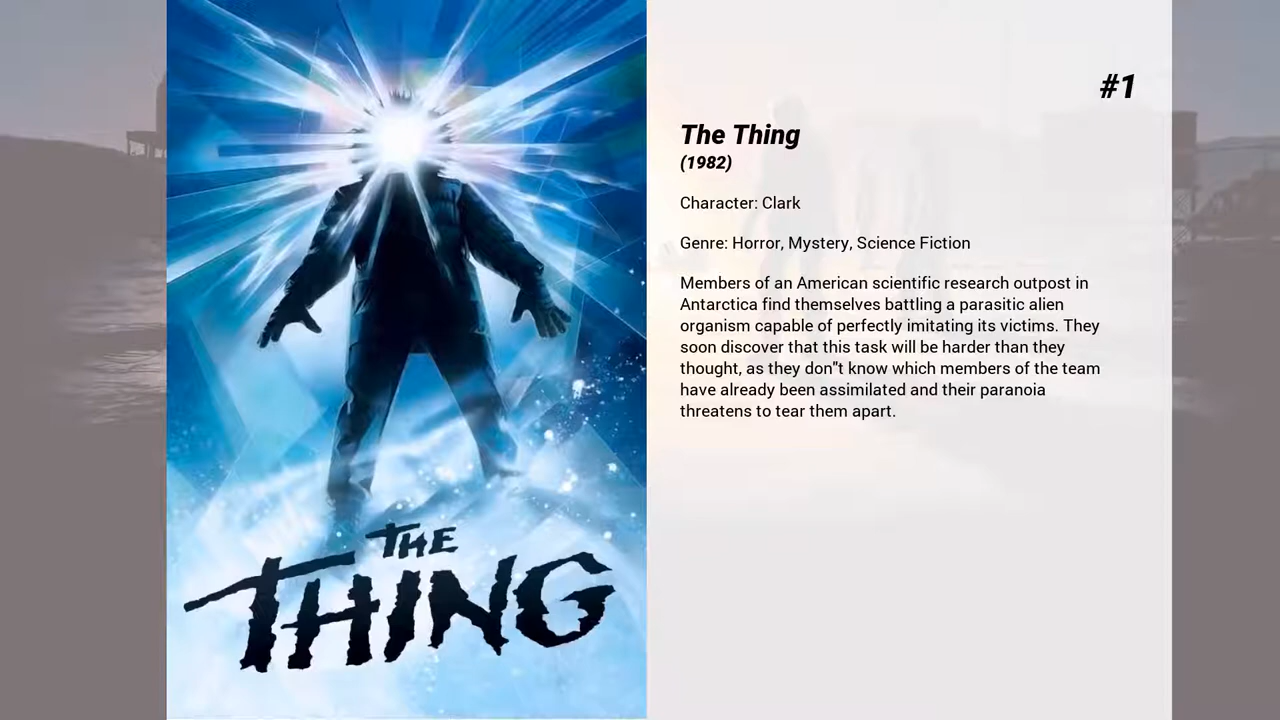 THE
THING
#1
The Thing
(1982)
Character: Clark
Genre: Horror, Mystery, Science Fiction
Members of an American scientific research outpost in
Antarctica find themselves battling a parasitic alien
organism capable of perfectly imitating its victims. They
soon discover that this task will be harder than they
thought, as they don"t know which members of the team
have already been assimilated and their paranoia
threatens to tear them apart.